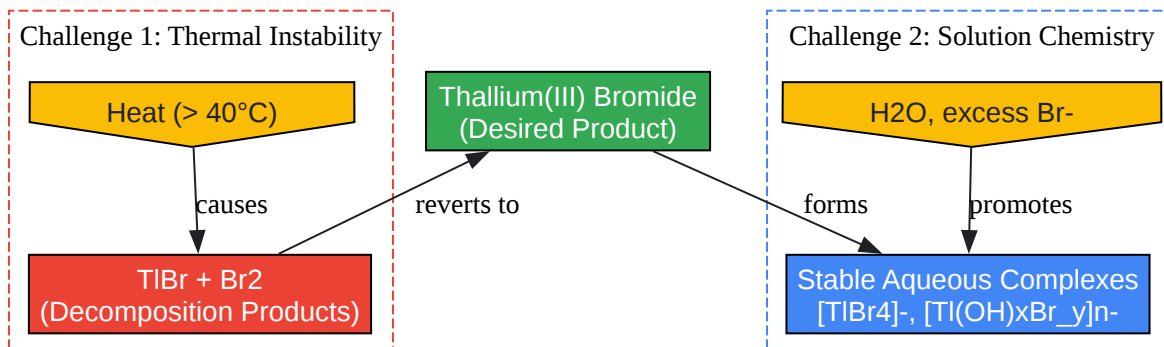 Challenge 1: Thermal Instability
Heat (> 40°C)
causes
TlBr + Br2
(Decomposition Products)
reverts to
Thallium(III) Bromide
(Desired Product)
forms
Challenge 2: Solution Chemistry
H2O, excess Br-
promotes
Stable Aqueous Complexes
[TlBr4]-, [Tl(OH)xBr_y]n-